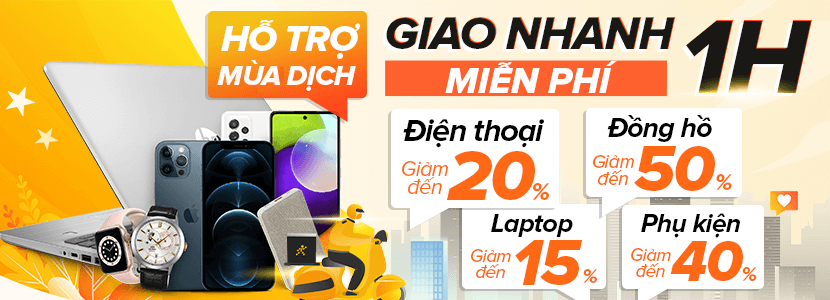 HỖ TRỢ
MÙA DỊCH
GIAO NHANH
MIỄN PHÍ
1H
Điện thoại
Giảm
đến
20%
Đồng hồ
Giảm
đến
50%
Laptop
Giảm
đến
15%
Phụ kiện
Giảm
đến
40%